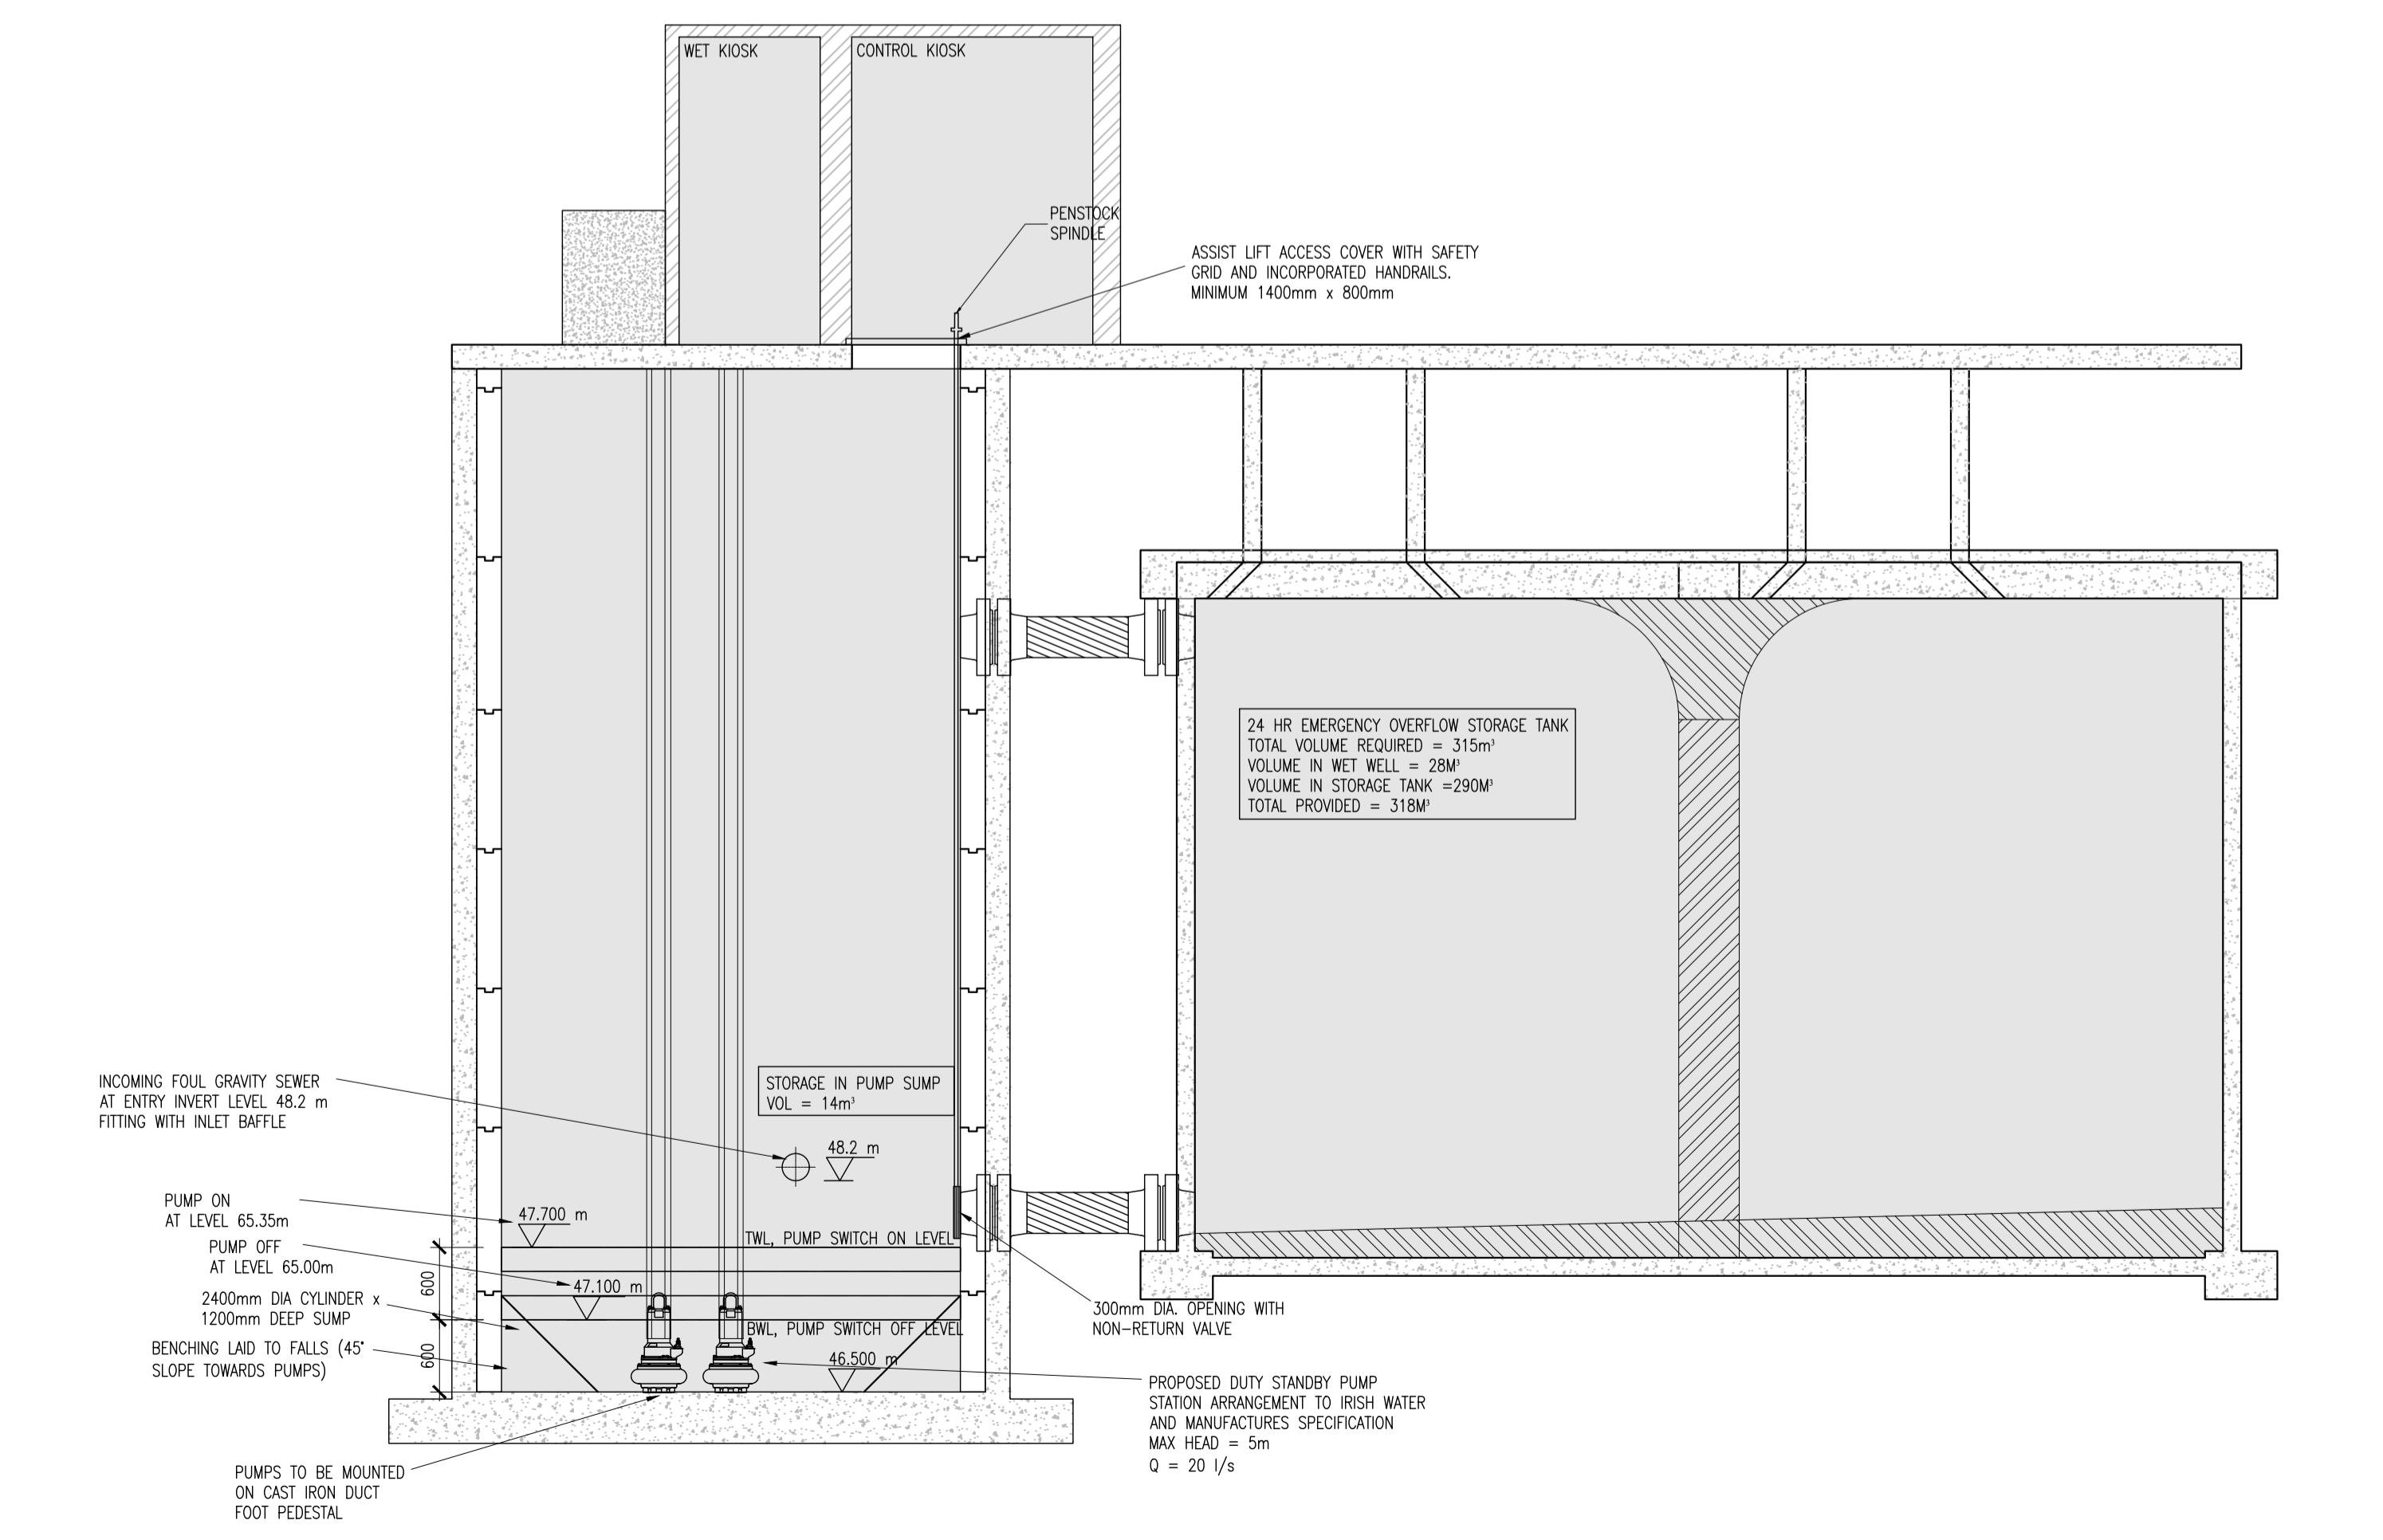 WET KIOSK
CONTROL KIOSK
PENSTOCK
SPINDLE
ASSIST LIFT ACCESS COVER WITH SAFETY
GRID AND INCORPORATED HANDRAILS.
MINIMUM 1400mm x 800mm
24 HR EMERGENCY OVERFLOW STORAGE TANK
TOTAL VOLUME REQUIRED = 315m³
VOLUME IN WET WELL = 28M³
VOLUME IN STORAGE TANK =290M³
TOTAL PROVIDED = 318M³
INCOMING FOUL GRAVITY SEWER
AT ENTRY INVERT LEVEL 48.2 m
FITTING WITH INLET BAFFLE
STORAGE IN PUMP SUMP
VOL = 14m³
48.2 m
PUMP ON
AT LEVEL 65.35m
47.700 m
TWL, PUMP SWITCH ON LEVEL
PUMP OFF
AT LEVEL 65.00m
600
47.100 m
2400mm DIA CYLINDER x
1200mm DEEP SUMP
300mm DIA. OPENING WITH
NON-RETURN VALVE
BWL, PUMP SWITCH OFF LEVEL
BENCHING LAID TO FALLS (45°
SLOPE TOWARDS PUMPS)
600
46.500 m
PROPOSED DUTY STANDBY PUMP
STATION ARRANGEMENT TO IRISH WATER
AND MANUFACTURES SPECIFICATION
MAX HEAD = 5m
Q = 20 l/s
PUMPS TO BE MOUNTED
ON CAST IRON DUCT
FOOT PEDESTAL